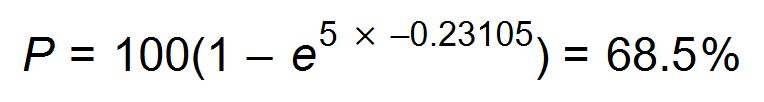 P = 100(1 – e^5 × –0.23105) = 68.5%